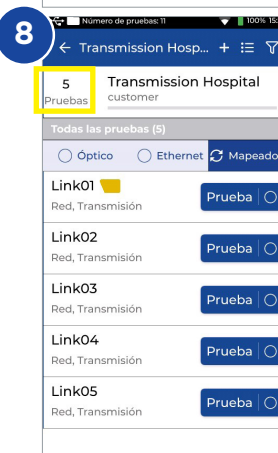 8
Número de pruebas: 11 100% 15:
Transmission Hosp...
5 Pruebas
Transmission Hospital
customer
Todas las pruebas (5)
Óptico Ethernet Mapeado
Link01
Red, Transmisión
Prueba
Link02
Red, Transmisión
Prueba
Link03
Red, Transmisión
Prueba
Link04
Red, Transmisión
Prueba
Link05
Red, Transmisión
Prueba